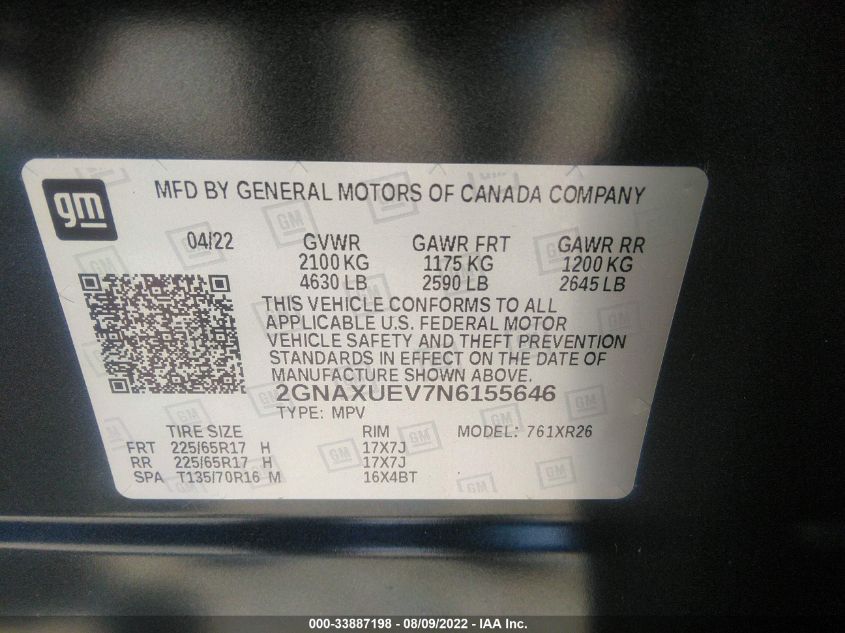 gm
MFD BY GENERAL MOTORS OF CANADA COMPANY
04/22 GVWR GAWR FRT GAWR RR
2100 KG 1175 KG 1200 KG
4630 LB 2590 LB 2645 LB
THIS VEHICLE CONFORMS TO ALL
APPLICABLE U.S. FEDERAL MOTOR
VEHICLE SAFETY AND THEFT PREVENTION
STANDARDS IN EFFECT ON THE DATE OF
MANUFACTURE SHOWN ABOVE.
2GNAXUEV7N6155646
TYPE: MPV
TIRE SIZE RIM MODEL: 761XR26
FRT 225/65R17 H 17X7J
RR 225/65R17 H 17X7J
SPA T135/70R16 M 16X4BT
000-33887198 - 08/09/2022 - IAA Inc.